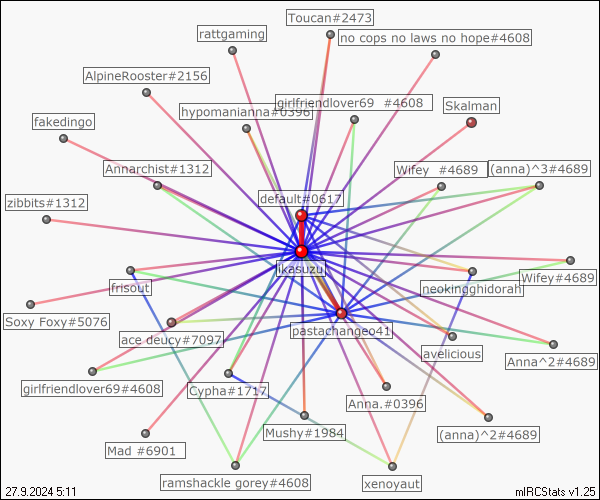 Toucan#2473
rattgaming
no cops no laws no hope#4608
AlpineRooster#2156
girlfriendlover69 #4608
hypomanianna#0396
Skalman
fakedingo
Annarchist#1312
Wifey #4689
(anna)^3#4689
default#0617
zibbits#1312
likasuzu
Wifey#4689
frisout
neokingghidorah
Soxy Foxy#5076
pastachangeo41
ace deucy#7097
avelicious
Anna^2#4689
girlfriendlover69#4608
Cypha#1717
Anna.#0396
Mushy#1984
(anna)^2#4689
Mad #6901
ramshackle gorey#4608
xenoyaut
27.9.2024 5:11
mIRCStats v1.25